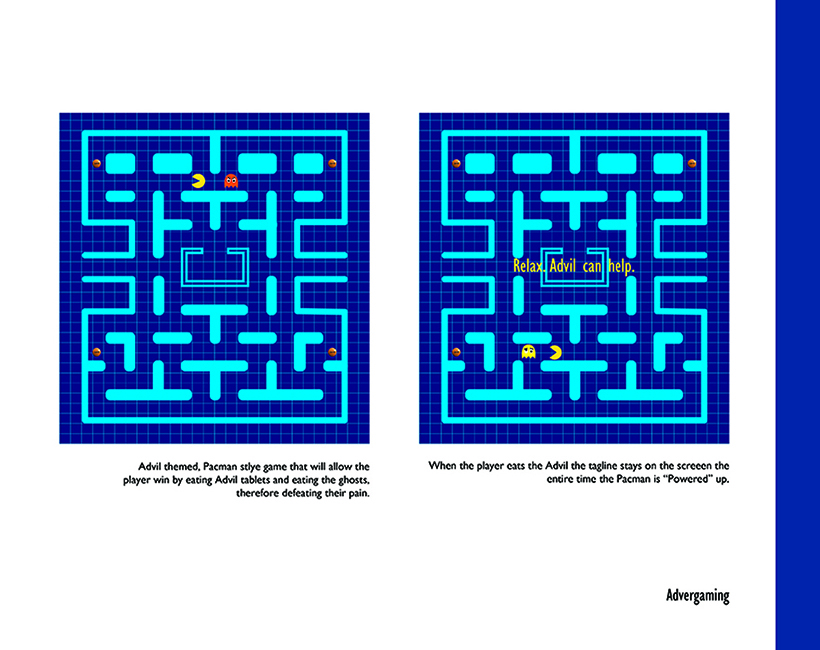 Relax. Advil can help.
Advil themed, Pacman stlye game that will allow the
player win by eating Advil tablets and eating the ghosts,
therefore defeating their pain.
When the player eats the Advil the tagline stays on the screeen the
entire time the Pacman is “Powered” up.
Advergaming